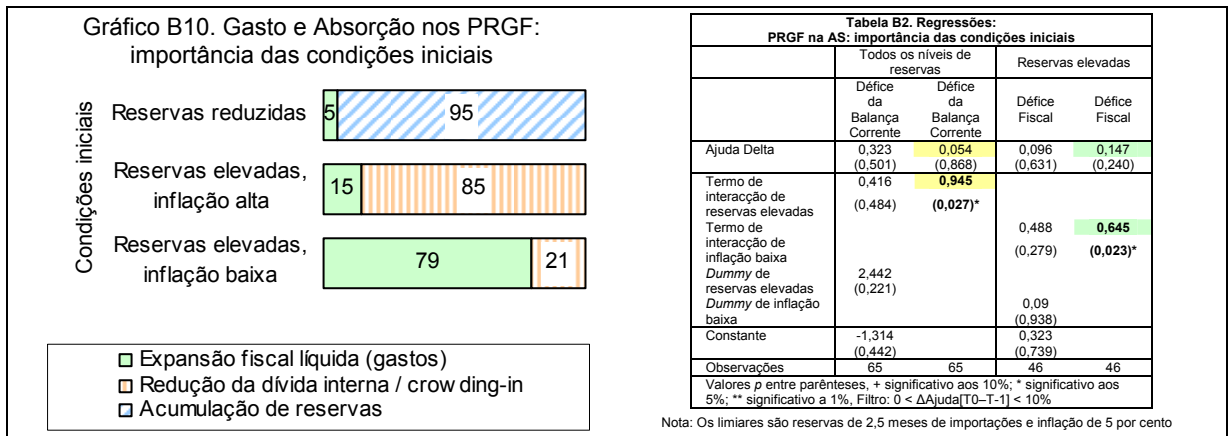 Gráfico B10. Gasto e Absorção nos PRGF:
importância das condições iniciais
Condições iniciais
Reservas reduzidas 5 95
Reservas elevadas,
inflação alta 15 85
Reservas elevadas,
inflação baixa 79 21
Expansão fiscal líquida (gastos)
Redução da dívida interna / crow ding-in
Acumulação de reservas
Tabela B2. Regressões:
PRGF na AS: importância das condições iniciais
Todos os níveis de
reservas
Reservas elevadas
Défice Défice
da da
Balança Balança Défice Défice
Corrente Corrente Fiscal Fiscal
Ajuda Delta 0,323 0,054 0,096 0,147
(0,501) (0,868) (0,631) (0,240)
Termo de 0,416 0,945
interacção de
reservas elevadas (0,484) (0,027)*
Termo de 0,488 0,645
interacção de
inflação baixa (0,279) (0,023)*
Dummy de 2,442
reservas elevadas (0,221)
Dummy de inflação 0,09
baixa (0,938)
Constante -1,314 0,323
(0,442) (0,739)
Observações 65 65 46 46
Valores p entre parênteses, + significativo aos 10%; * significativo aos
5%; ** significativo a 1%, Filtro: 0 < ΔAjuda[T0–T-1] < 10%
Nota: Os limiares são reservas de 2,5 meses de importações e inflação de 5 por cento